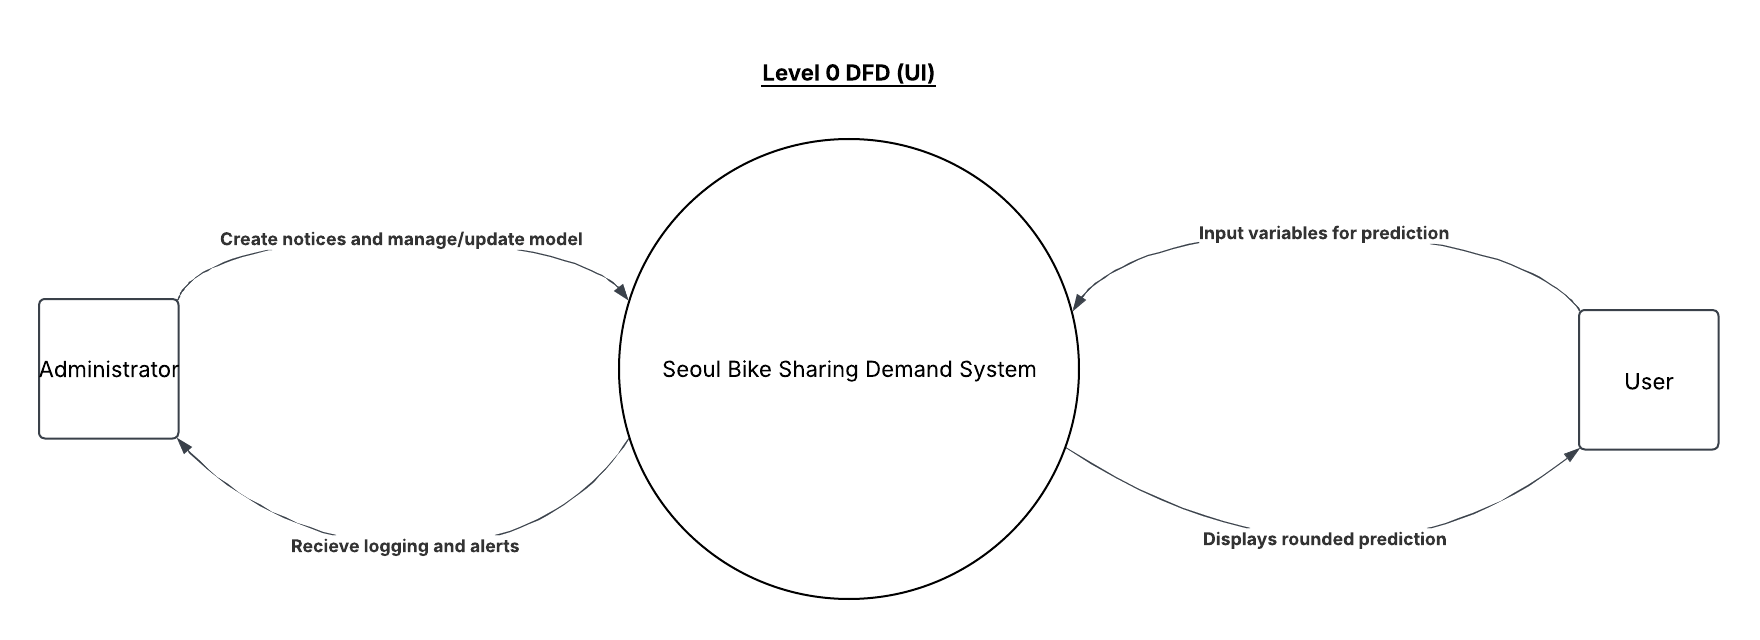 Level 0 DFD (UI)
Create notices and manage/update model
Input variables for prediction
Administrator
Seoul Bike Sharing Demand System
User
Recieve logging and alerts
Displays rounded prediction